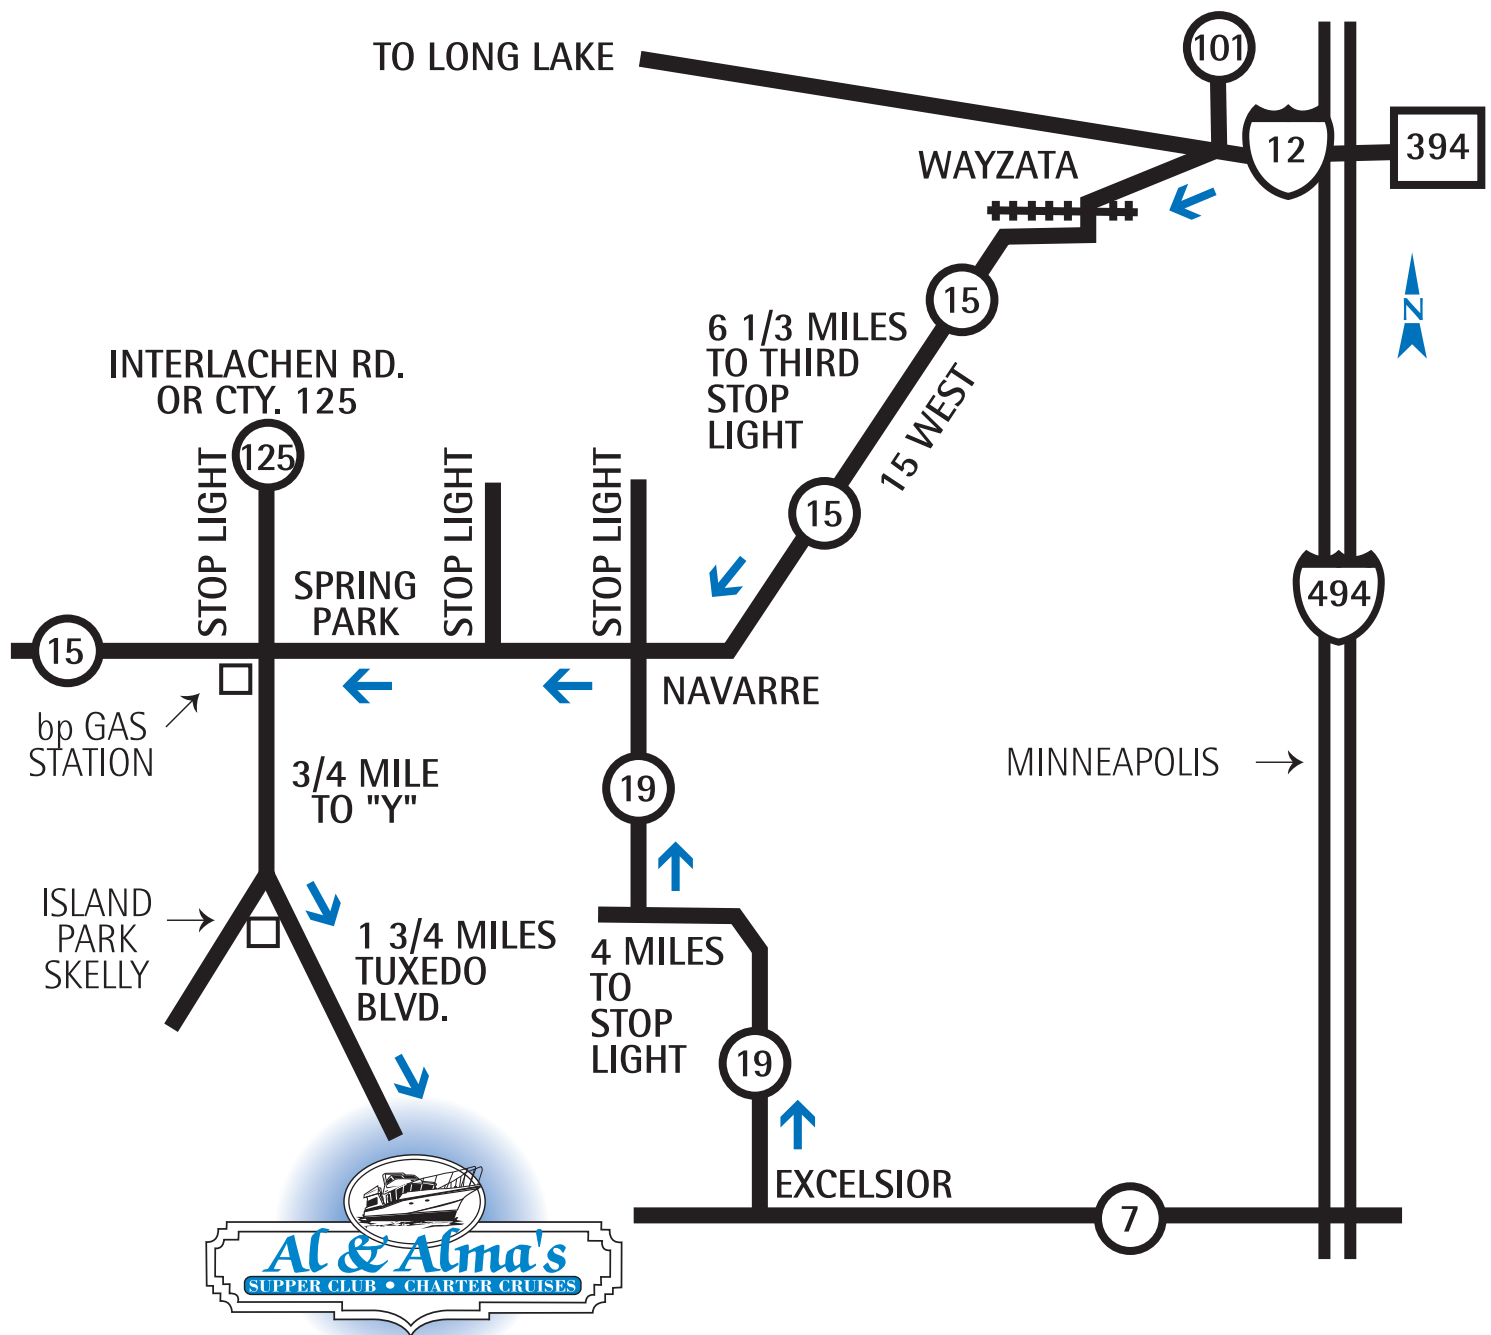 101
TO LONG LAKE
12
394
WAYZATA
N
15
6 1/3 MILES
TO THIRD
STOP
LIGHT
15 WEST
INTERLACHEN RD.
OR CTY. 125
125
STOP LIGHT
STOP LIGHT
STOP LIGHT
15
SPRING
PARK
494
15
NAVARRE
bp GAS
STATION
MINNEAPOLIS
3/4 MILE
TO "Y"
19
ISLAND
PARK
SKELLY
1 3/4 MILES
TUXEDO
BLVD.
4 MILES
TO
STOP
LIGHT
19
EXCELSIOR
7
Al & Alma's
SUPPER CLUB • CHARTER CRUISES